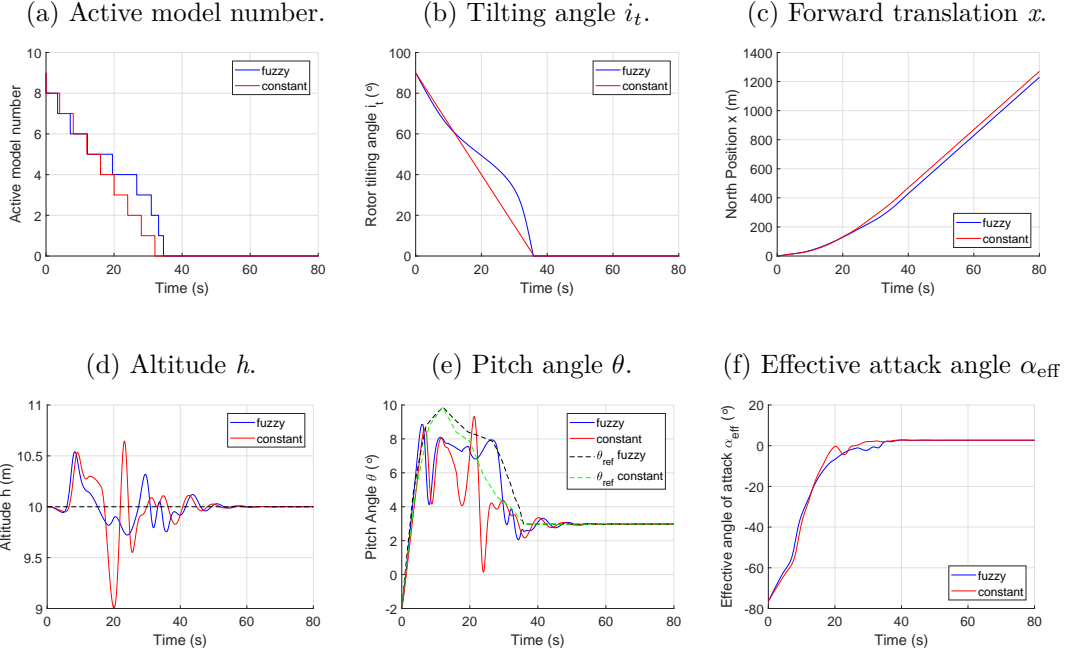 (a) Active model number.
(b) Tilting angle i_t.
(c) Forward translation x.
10
8
6
4
2
0
0 20 40 60 80
Active model number
Time (s)
fuzzy
constant
100
80
60
40
20
0
0 20 40 60 80
Rotor tilting angle i_t (º)
Time (s)
fuzzy
constant
1400
1200
1000
800
600
400
200
0
0 20 40 60 80
North Position x (m)
Time (s)
fuzzy
constant
(d) Altitude h.
(e) Pitch angle θ.
(f) Effective attack angle α_eff
11
10.5
10
9.5
9
0 20 40 60 80
Altitude h (m)
Time (s)
fuzzy
constant
10
8
6
4
2
0
-2
0 20 40 60 80
Pitch Angle θ (º)
Time (s)
fuzzy
constant
θ_ref fuzzy
θ_ref constant
20
0
-20
-40
-60
-80
0 20 40 60 80
Effective angle of attack α_eff (º)
Time (s)
fuzzy
constant